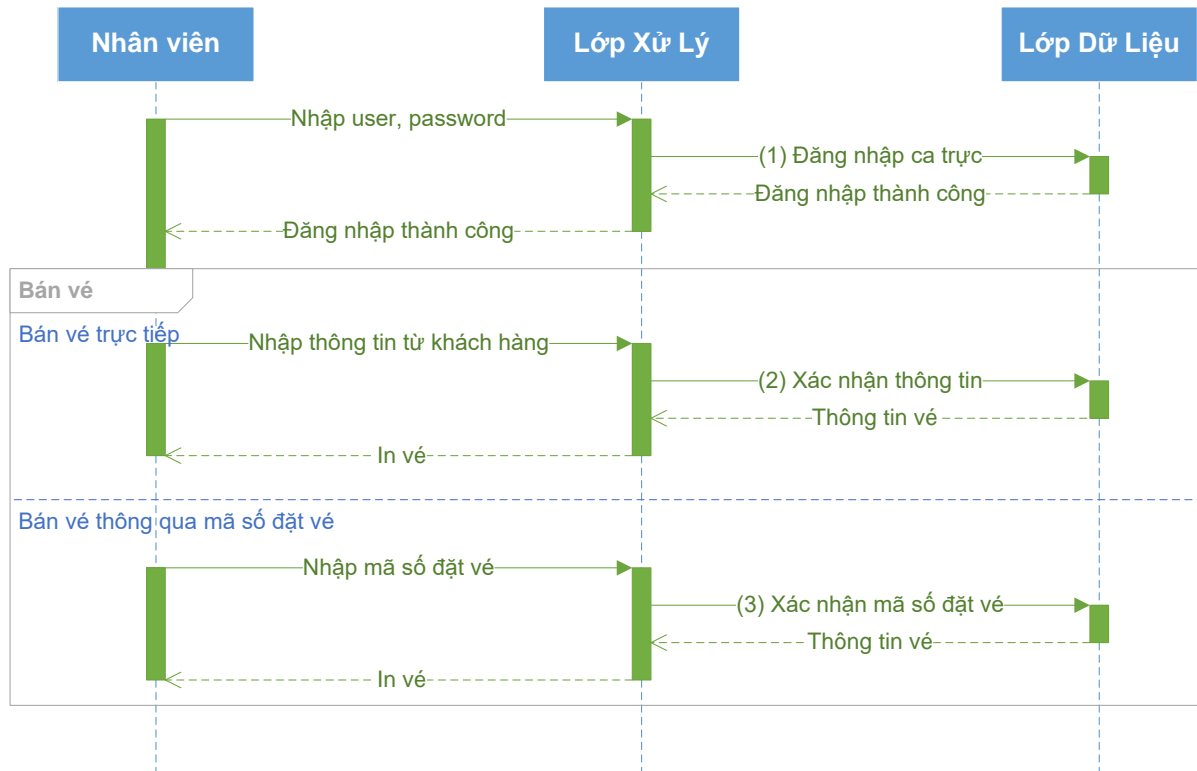 Nhân viên
Lớp Xử Lý
Lớp Dữ Liệu
Nhập user, password
(1) Đăng nhập ca trực
Đăng nhập thành công
Đăng nhập thành công
Bán vé
Bán vé trực tiếp
Nhập thông tin từ khách hàng
(2) Xác nhận thông tin
Thông tin vé
In vé
Bán vé thông qua mã số đặt vé
Nhập mã số đặt vé
(3) Xác nhận mã số đặt vé
Thông tin vé
In vé